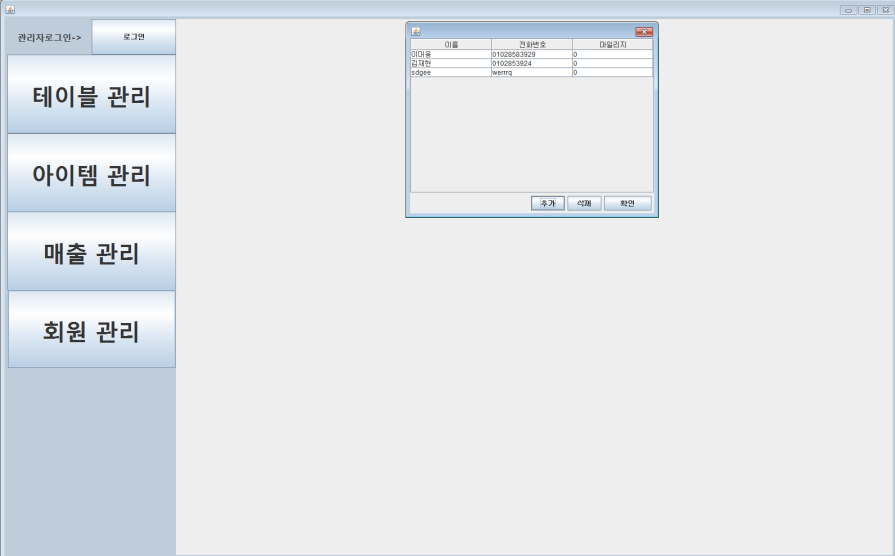 관리자로그인-> 로그인
테이블 관리
아이템 관리
매출 관리
회원 관리
이름 전화번호 마일리지
이대웅 01028583929 0
김재현 0102853924 0
sdgee werrrq 0
추가 삭제 확인